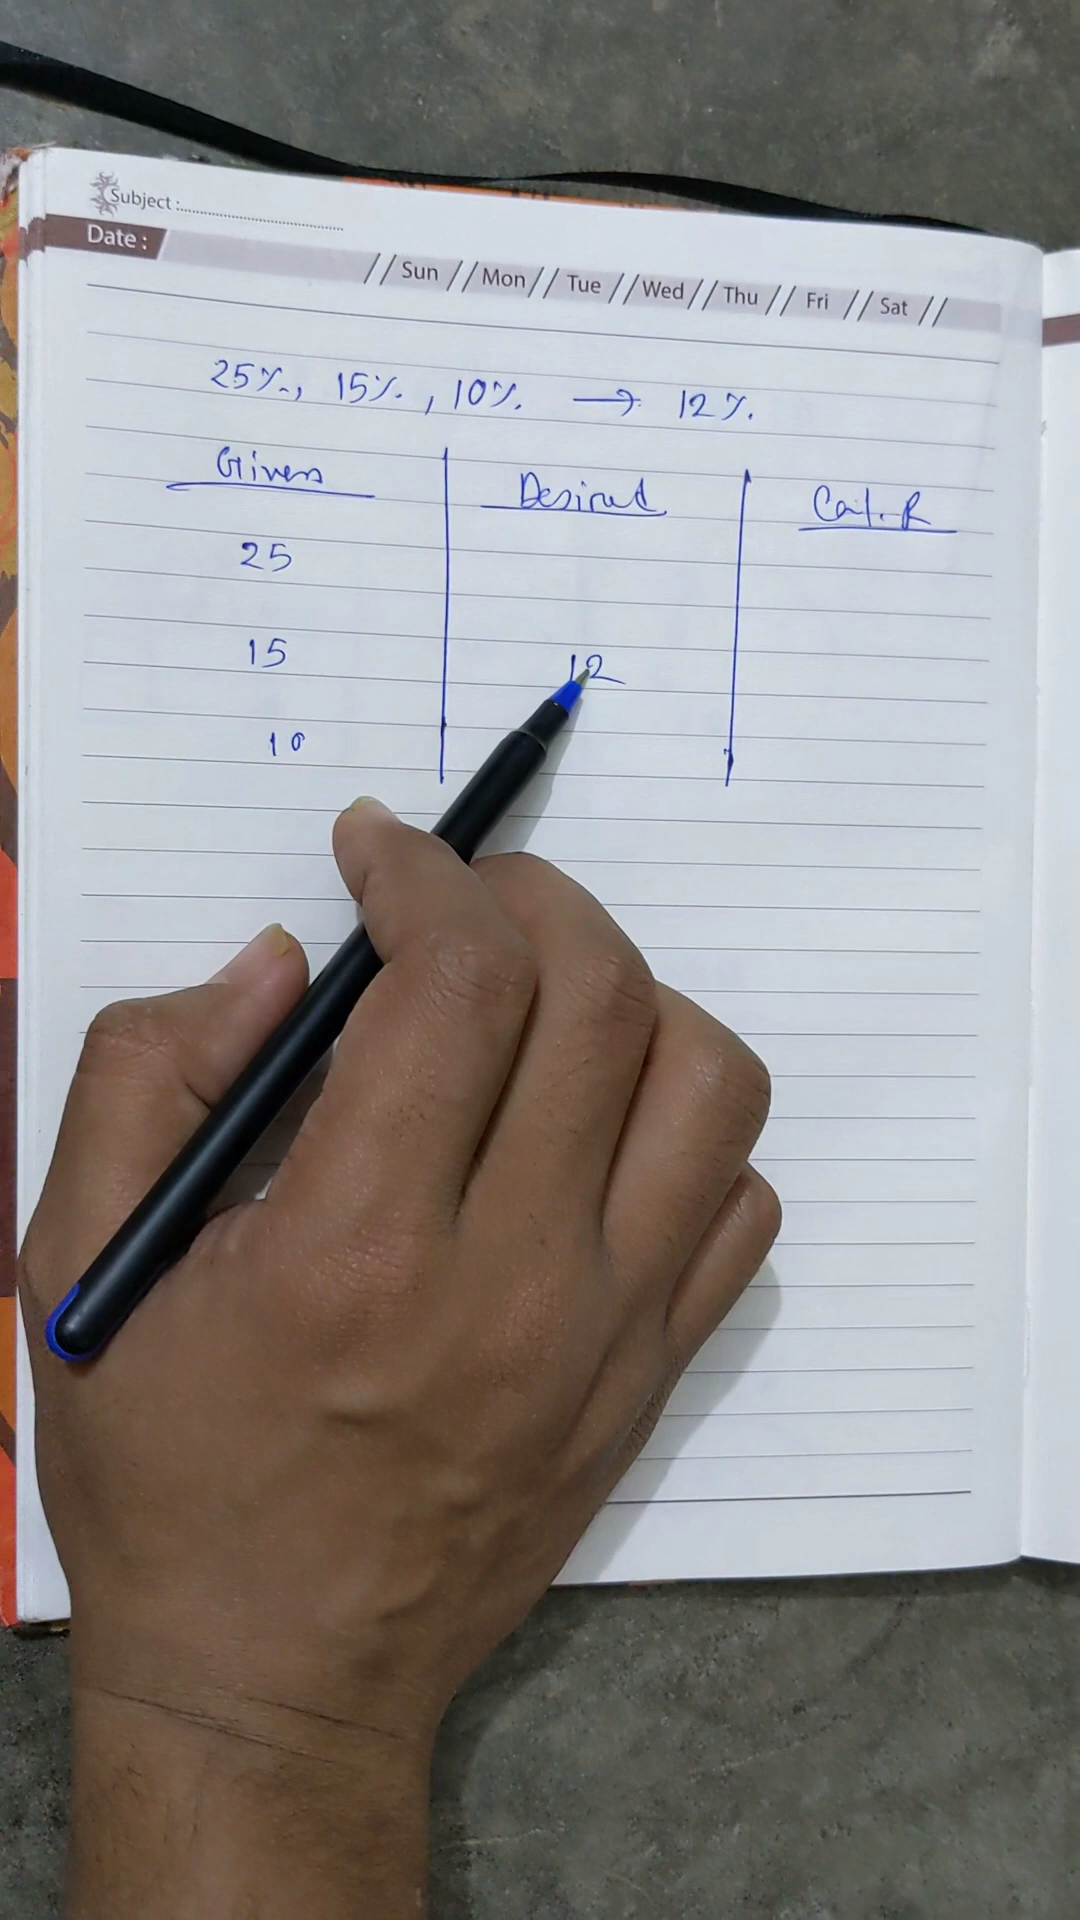 Subject :
Date :
// Sun // Mon // Tue // Wed // Thu // Fri // Sat //
25%, 15%, 10% → 12%
Given Desired Cal. R
25
15 12
10